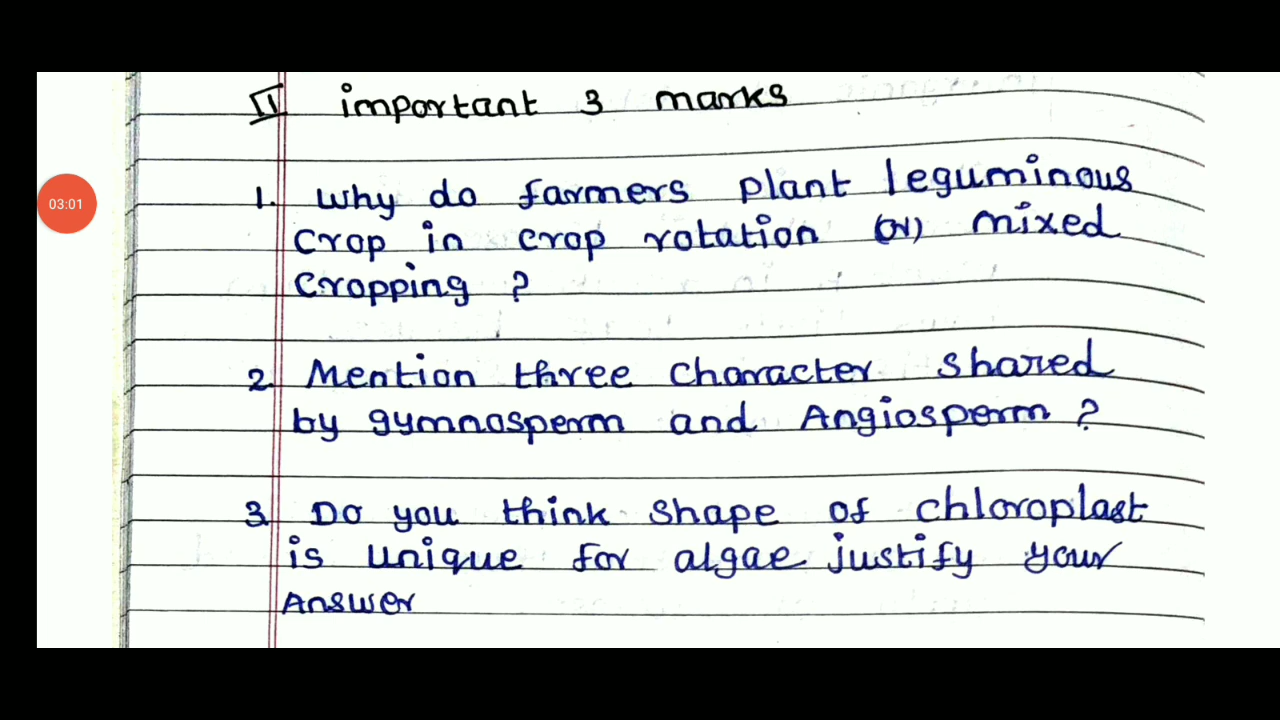 II important 3 marks
03:01
1. Why do farmers plant leguminous
crop in crop rotation (or) mixed
cropping ?
2. Mention three character shared
by gymnosperm and Angiosperm ?
3. Do you think shape of chloroplast
is unique for algae justify your
Answer